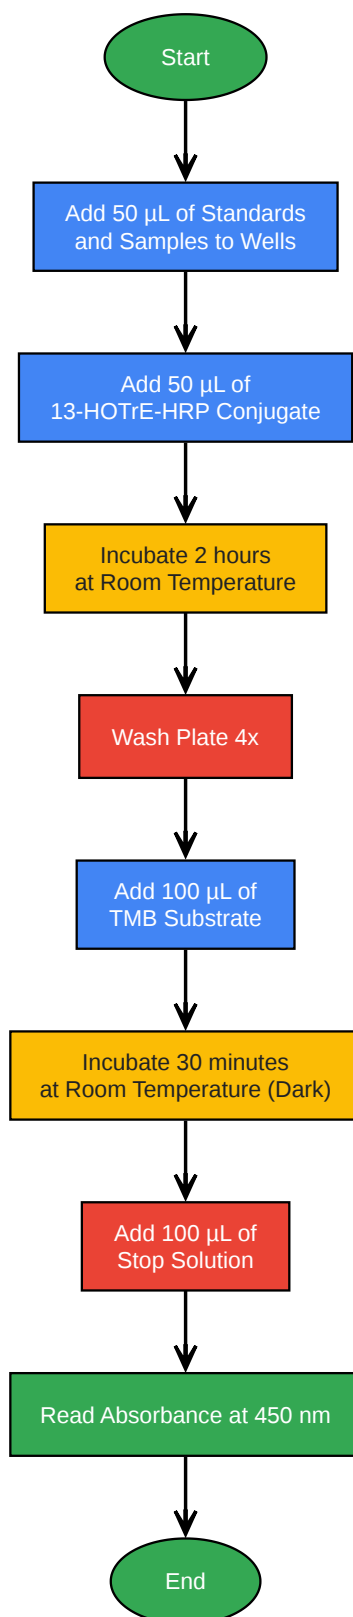 Start
Add 50 µL of Standards
and Samples to Wells
Add 50 µL of
13-HOTrE-HRP Conjugate
Incubate 2 hours
at Room Temperature
Wash Plate 4x
Add 100 µL of
TMB Substrate
Incubate 30 minutes
at Room Temperature (Dark)
Add 100 µL of
Stop Solution
Read Absorbance at 450 nm
End